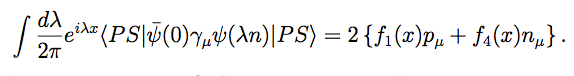 ∫ dλ/2π e^{iλx} ⟨PS|ψ̄(0)γ_μψ(λn)|PS⟩ = 2 {f_1(x)p_μ + f_4(x)n_μ} .